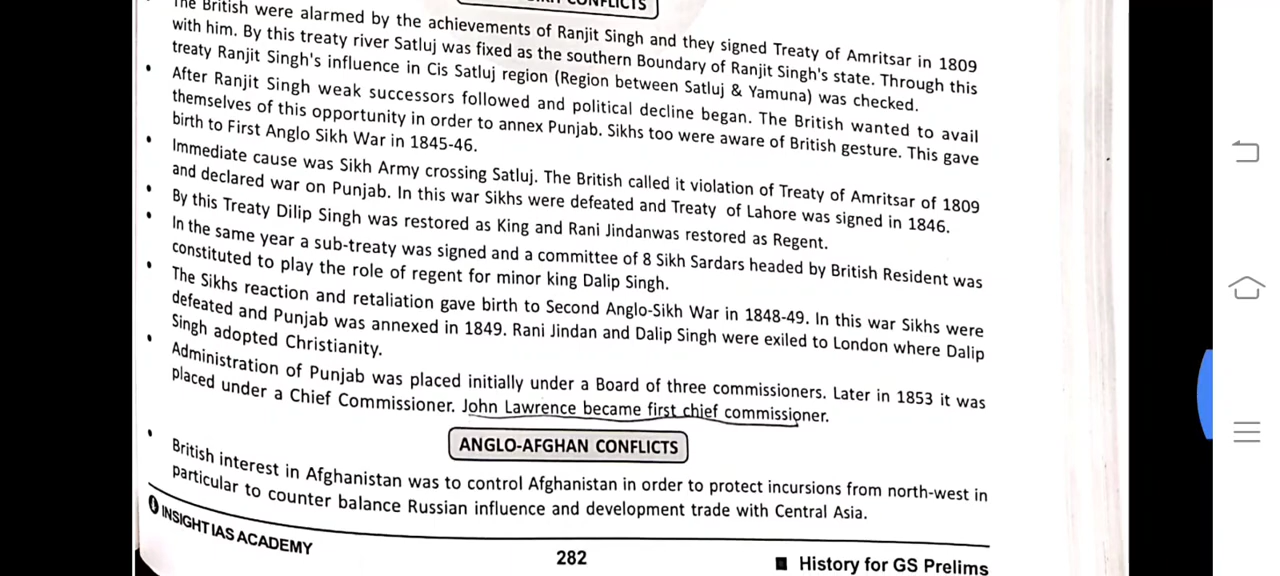 CONFLICTS
The British were alarmed by the achievements of Ranjit Singh and they signed Treaty of Amritsar in 1809
with him. By this treaty river Satluj was fixed as the southern Boundary of Ranjit Singh's state. Through this
treaty Ranjit Singh's influence in Cis Satluj region (Region between Satluj & Yamuna) was checked.
• After Ranjit Singh weak successors followed and political decline began. The British wanted to avail
themselves of this opportunity in order to annex Punjab. Sikhs too were aware of British gesture. This gave
birth to First Anglo Sikh War in 1845-46.
• Immediate cause was Sikh Army crossing Satluj. The British called it violation of Treaty of Amritsar of 1809
and declared war on Punjab. In this war Sikhs were defeated and Treaty of Lahore was signed in 1846.
• By this Treaty Dilip Singh was restored as King and Rani Jindanwas restored as Regent.
• In the same year a sub-treaty was signed and a committee of 8 Sikh Sardars headed by British Resident was
constituted to play the role of regent for minor king Dalip Singh.
• The Sikhs reaction and retaliation gave birth to Second Anglo-Sikh War in 1848-49. In this war Sikhs were
defeated and Punjab was annexed in 1849. Rani Jindan and Dalip Singh were exiled to London where Dalip
Singh adopted Christianity.
• Administration of Punjab was placed initially under a Board of three commissioners. Later in 1853 it was
placed under a Chief Commissioner. John Lawrence became first chief commissioner.
ANGLO-AFGHAN CONFLICTS
• British interest in Afghanistan was to control Afghanistan in order to protect incursions from north-west in
particular to counter balance Russian influence and development trade with Central Asia.
INSIGHT IAS ACADEMY
282
■ History for GS Prelims